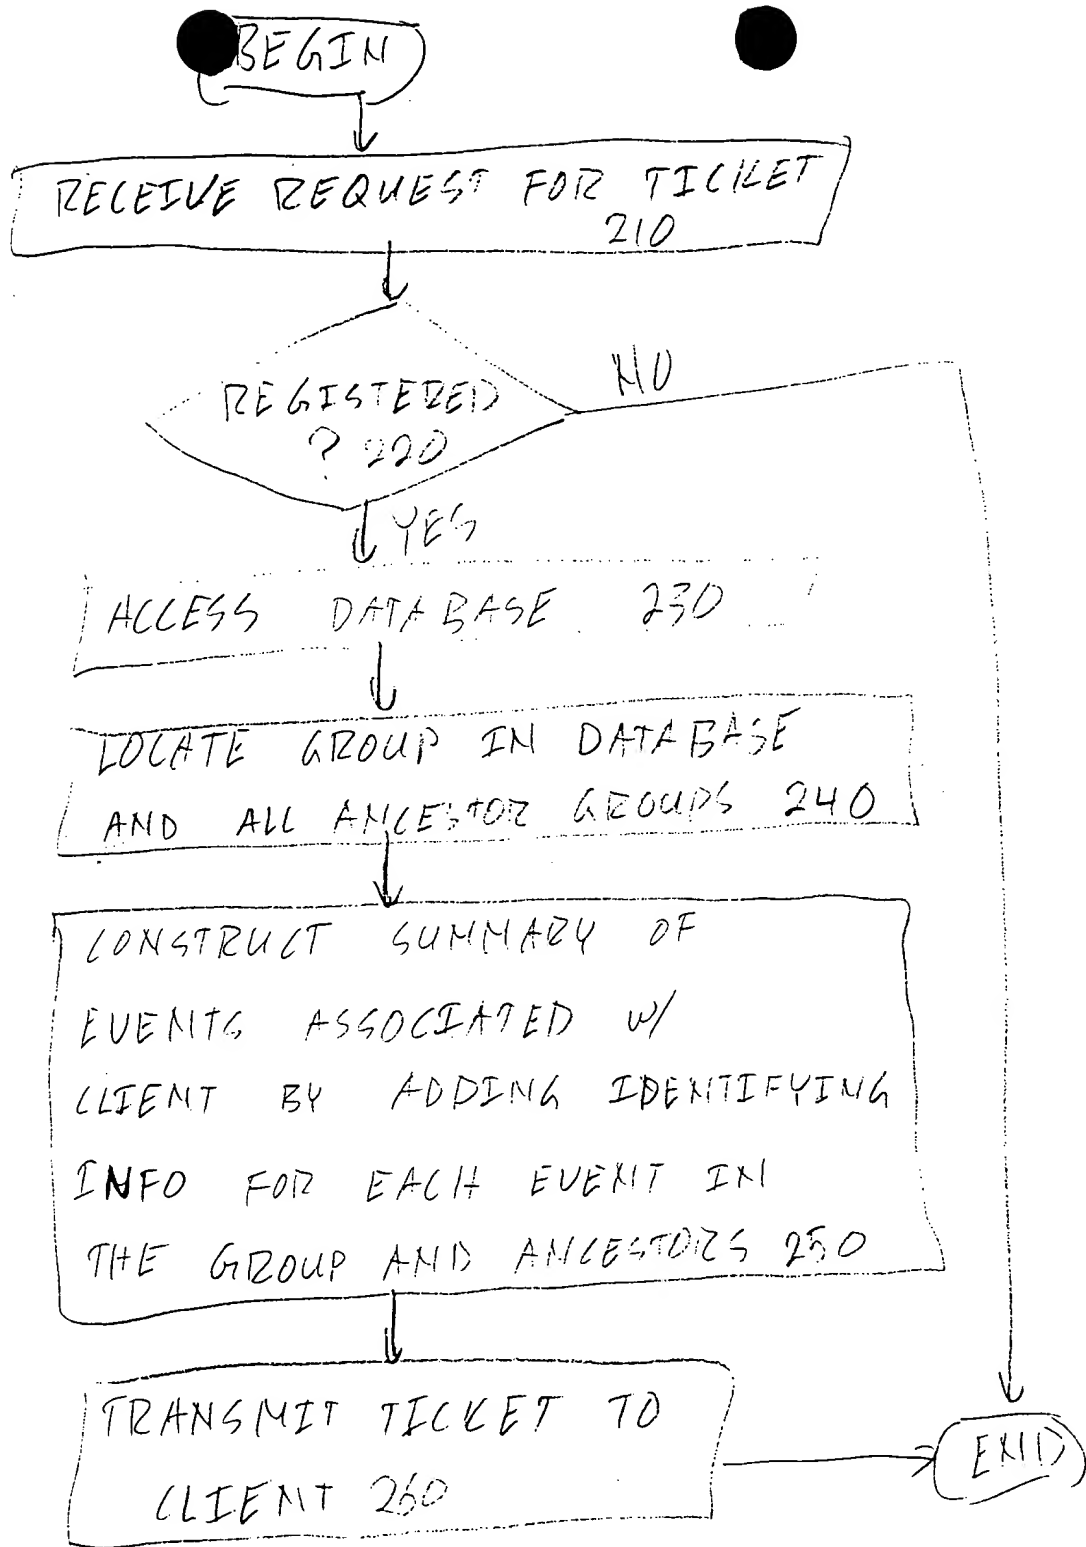 BEGIN
RECEIVE REQUEST FOR TICKET
210
NO
REGISTERED
? 220
YES
ACCESS DATABASE 230
LOCATE GROUP IN DATABASE
AND ALL ANCESTOR GROUPS 240
CONSTRUCT SUMMARY OF
EVENTS ASSOCIATED W/
CLIENT BY ADDING IDENTIFYING
INFO FOR EACH EVENT IN
THE GROUP AND ANCESTORS 250
TRANSMIT TICKET TO
CLIENT 260
END